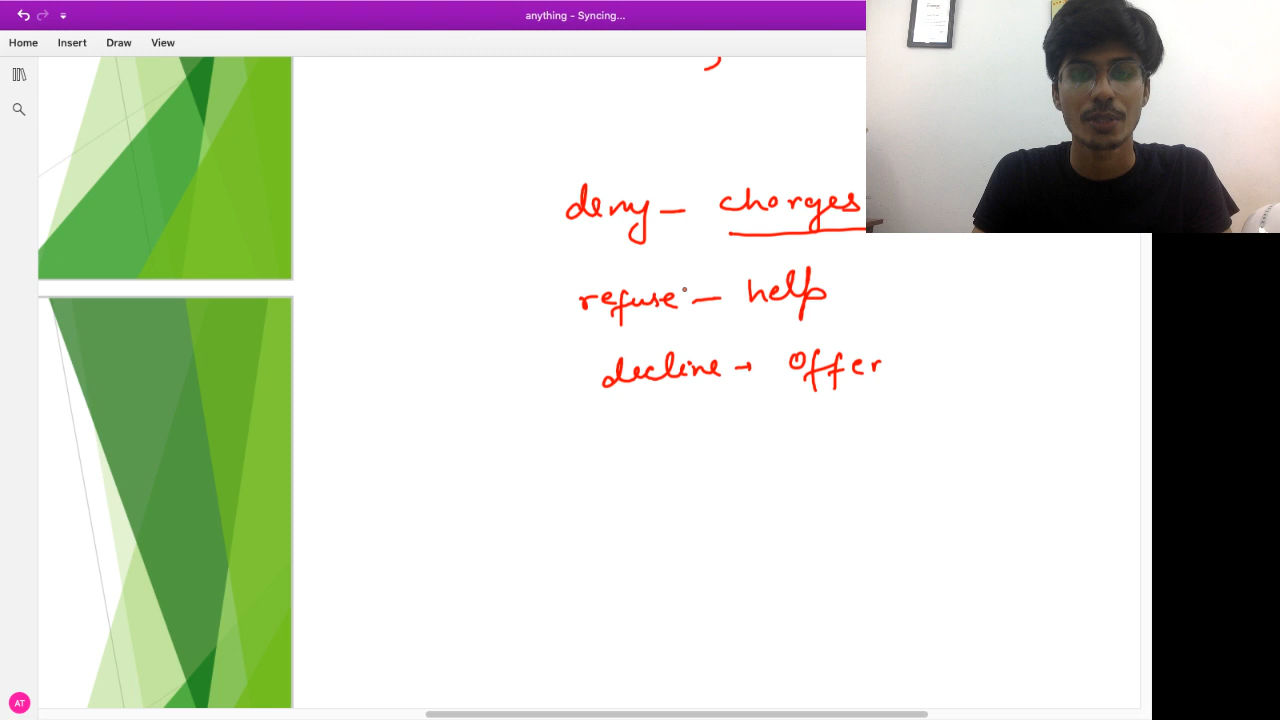 anything - Syncing...
Home Insert Draw View
deny - charges
refuse - help
decline → offer
AT